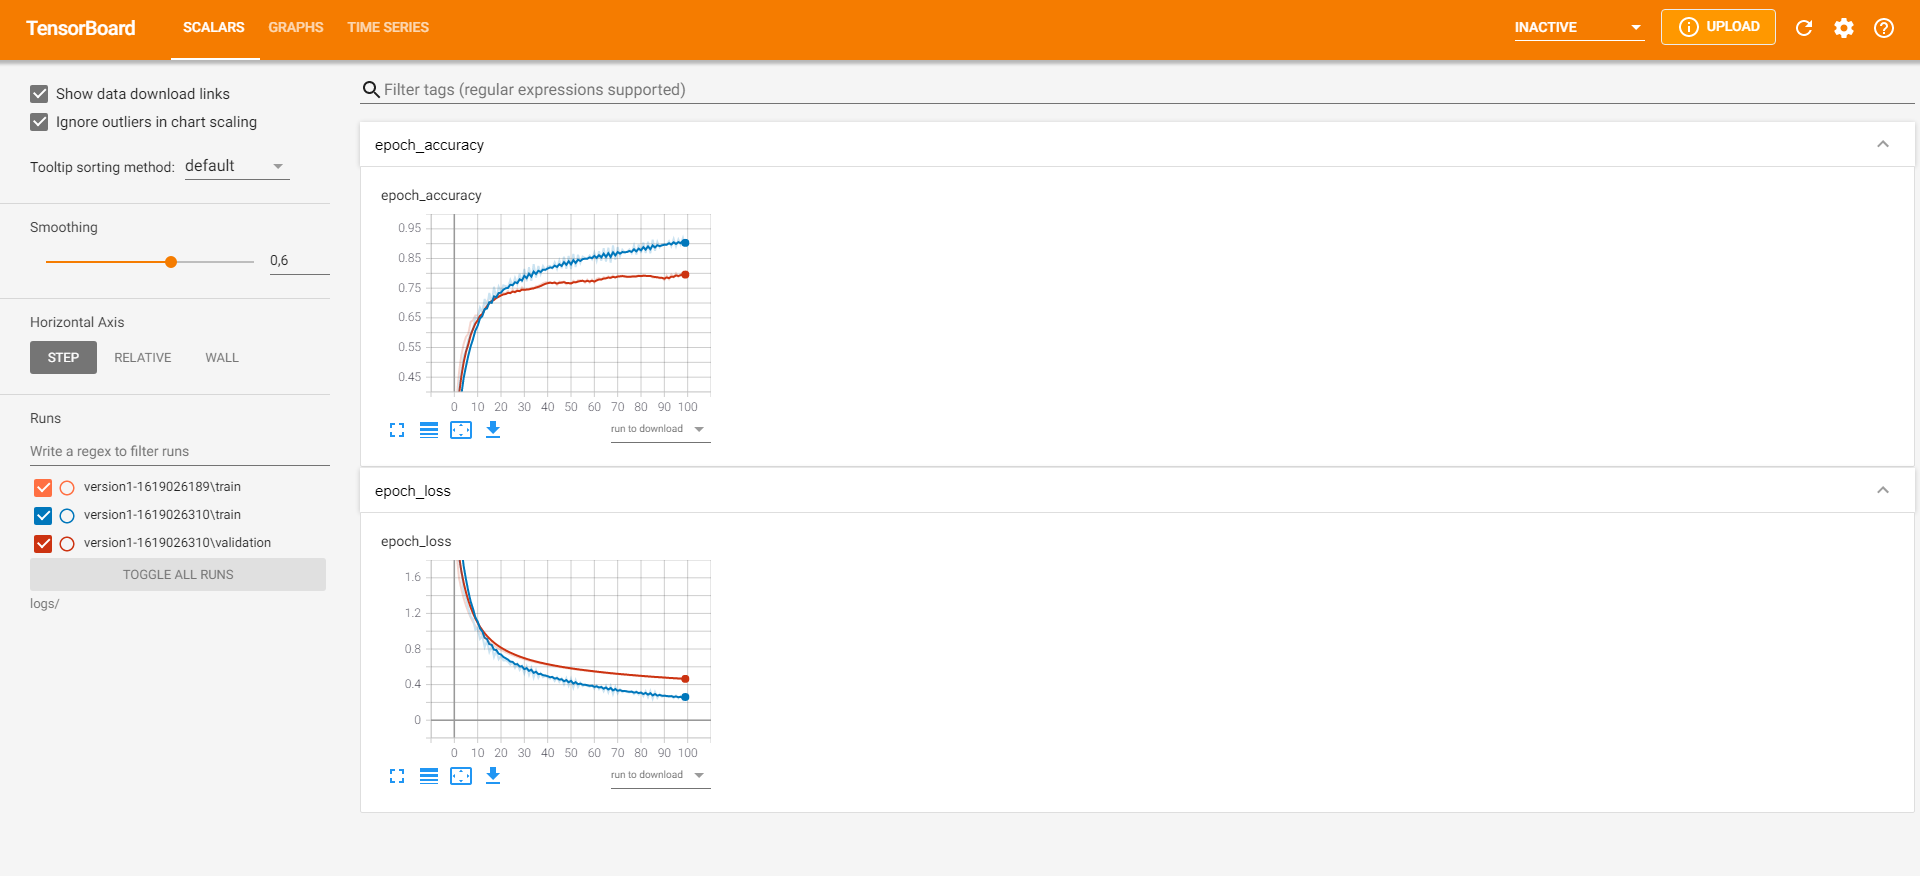 TensorBoard SCALARS GRAPHS TIME SERIES INACTIVE UPLOAD
Show data download links
Ignore outliers in chart scaling
Tooltip sorting method: default
Smoothing
0,6
Horizontal Axis
STEP RELATIVE WALL
Runs
Write a regex to filter runs
version1-1619026189\train
version1-1619026310\train
version1-1619026310\validation
TOGGLE ALL RUNS
logs/
Filter tags (regular expressions supported)
epoch_accuracy
epoch_accuracy
0.95
0.85
0.75
0.65
0.55
0.45
0 10 20 30 40 50 60 70 80 90 100
run to download
epoch_loss
epoch_loss
1.6
1.2
0.8
0.4
0
0 10 20 30 40 50 60 70 80 90 100
run to download